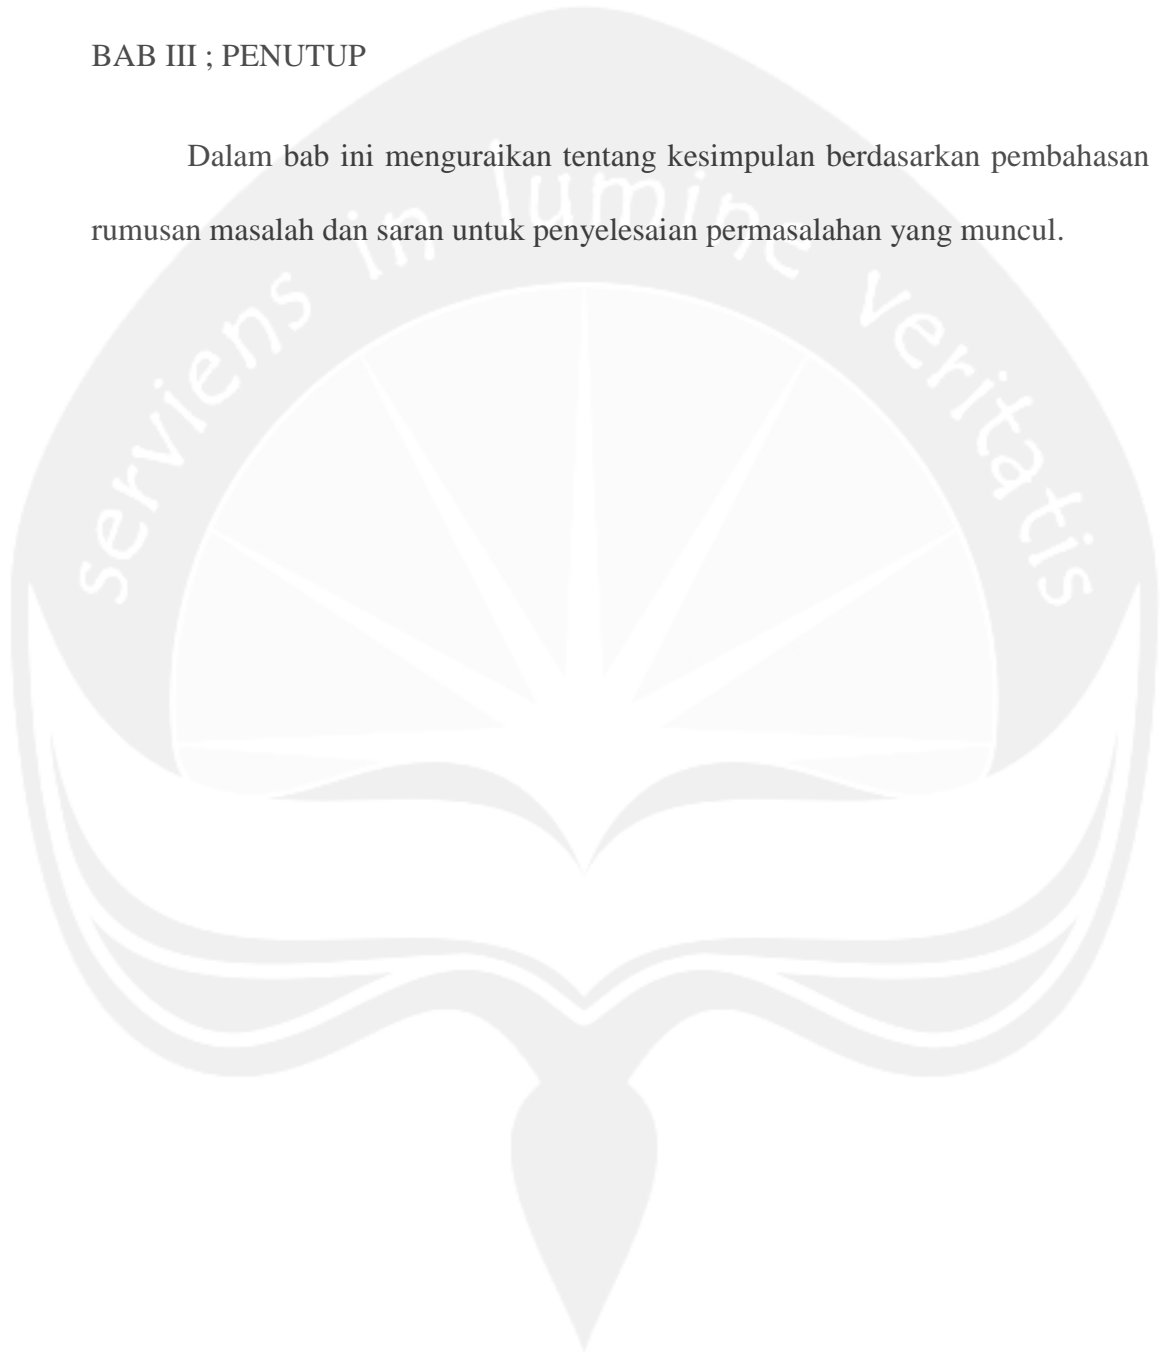 BAB III ; PENUTUP
Dalam bab ini menguraikan tentang kesimpulan berdasarkan pembahasan
rumusan masalah dan saran untuk penyelesaian permasalahan yang muncul.
serviens in lumine veritatis